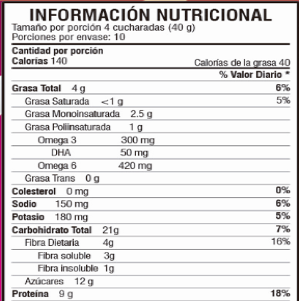 INFORMACIÓN NUTRICIONAL
Tamaño por porción 4 cucharadas (40 g)
Porciones por envase: 10
Cantidad por porción
Calorías 140 Calorías de la grasa 40
% Valor Diario *
Grasa Total 4 g 6%
Grasa Saturada <1 g 5%
Grasa Monoinsaturada 2.5 g
Grasa Poliinsaturada 1 g
Omega 3 300 mg
DHA 50 mg
Omega 6 420 mg
Grasa Trans 0 g
Colesterol 0 mg 0%
Sodio 150 mg 6%
Potasio 180 mg 5%
Carbohidrato Total 21g 7%
Fibra Dietaria 4g 16%
Fibra soluble 3g
Fibra insoluble 1g
Azúcares 12 g
Proteína 9 g 18%